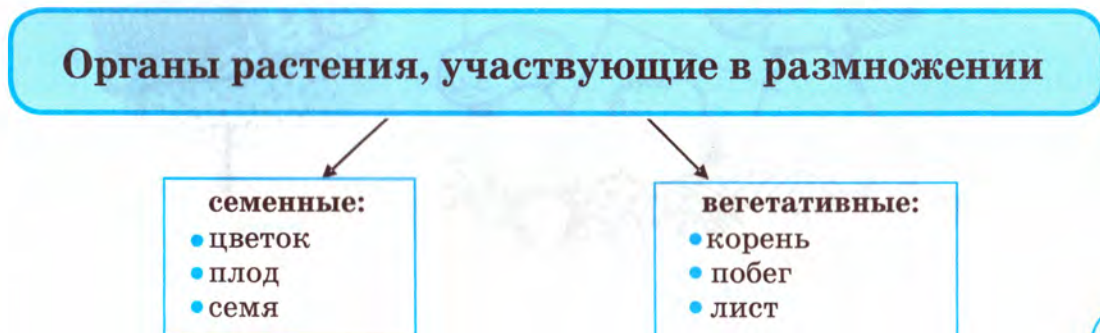 Органы растения, участвующие в размножении
семенные:
• цветок
• плод
• семя
вегетативные:
• корень
• побег
• лист